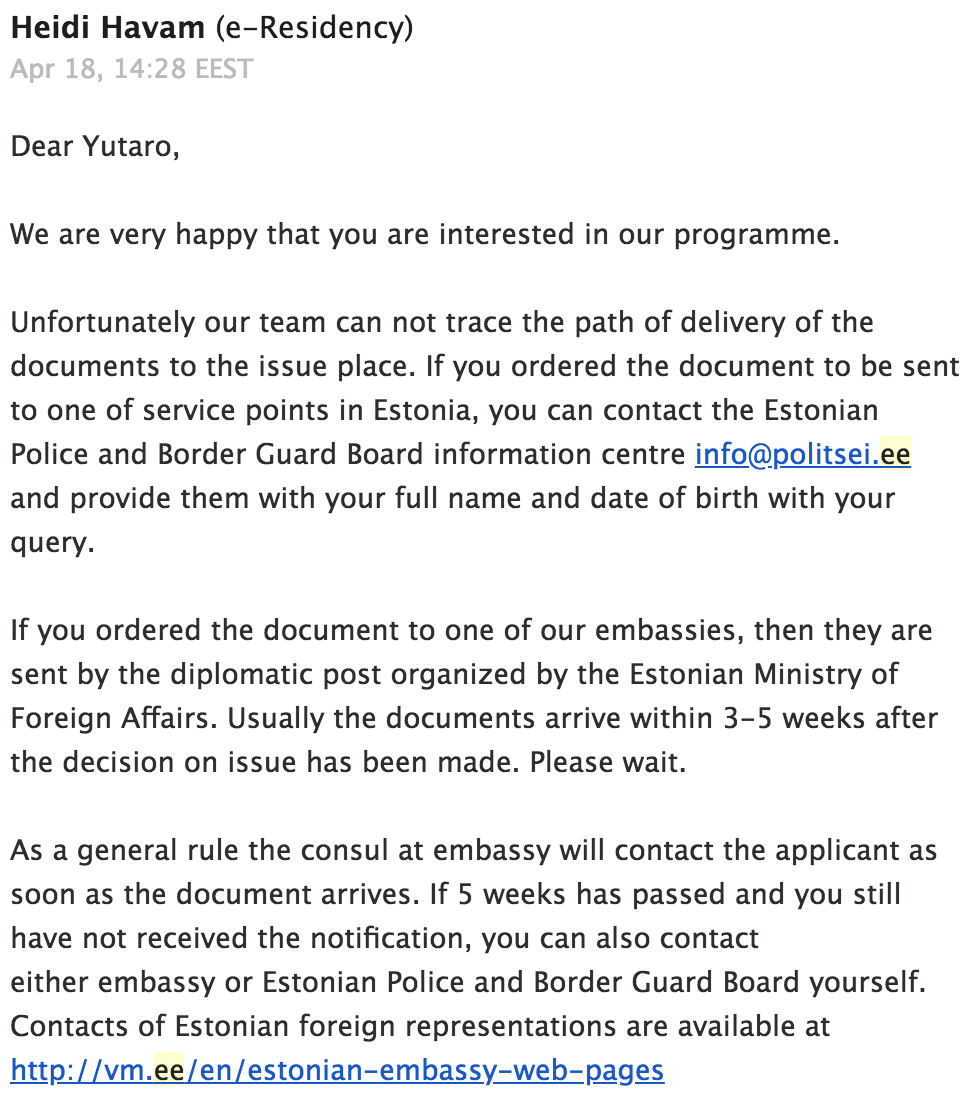 Heidi Havam (e-Residency)
Apr 18, 14:28 EEST
Dear Yutaro,
We are very happy that you are interested in our programme.
Unfortunately our team can not trace the path of delivery of the
documents to the issue place. If you ordered the document to be sent
to one of service points in Estonia, you can contact the Estonian
Police and Border Guard Board information centre info@politsei.ee
and provide them with your full name and date of birth with your
query.
If you ordered the document to one of our embassies, then they are
sent by the diplomatic post organized by the Estonian Ministry of
Foreign Affairs. Usually the documents arrive within 3-5 weeks after
the decision on issue has been made. Please wait.
As a general rule the consul at embassy will contact the applicant as
soon as the document arrives. If 5 weeks has passed and you still
have not received the notification, you can also contact
either embassy or Estonian Police and Border Guard Board yourself.
Contacts of Estonian foreign representations are available at
http://vm.ee/en/estonian-embassy-web-pages